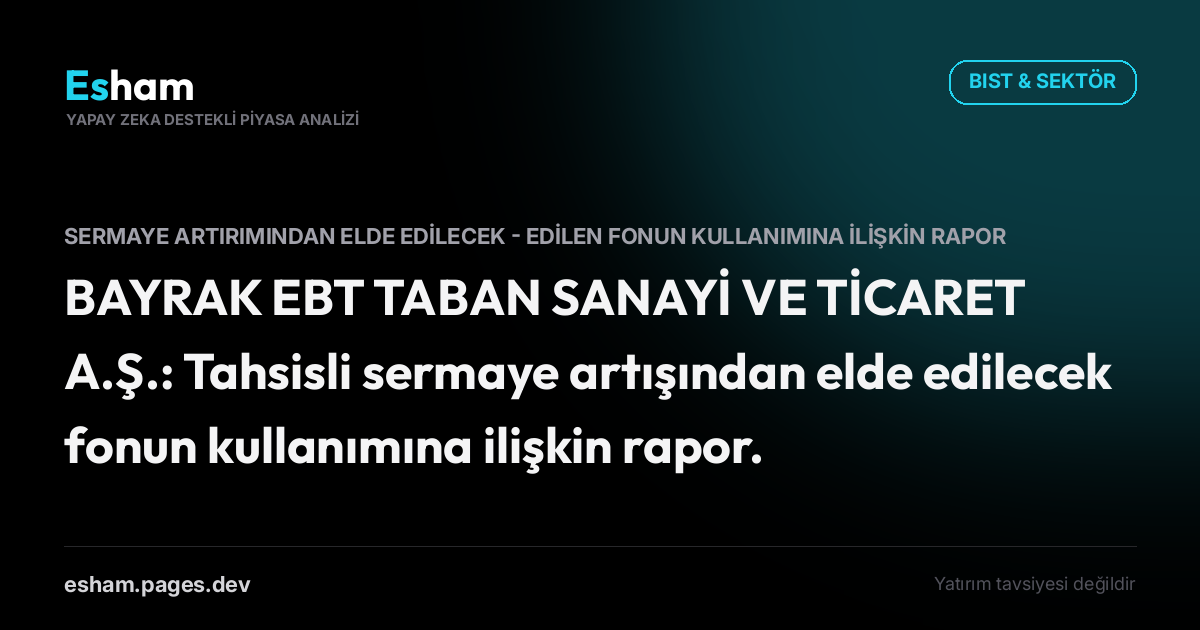 Esham
YAPAY ZEKA DESTEKLİ PİYASA ANALİZİ
BIST & SEKTÖR
SERMAYE ARTIRIMINDAN ELDE EDİLECEK - EDİLEN FONUN KULLANIMINA İLİŞKİN RAPOR
BAYRAK EBT TABAN SANAYİ VE TİCARET
A.Ş.: Tahsisli sermaye artışından elde edilecek
fonun kullanımına ilişkin rapor.
esham.pages.dev
Yatırım tavsiyesi değildir